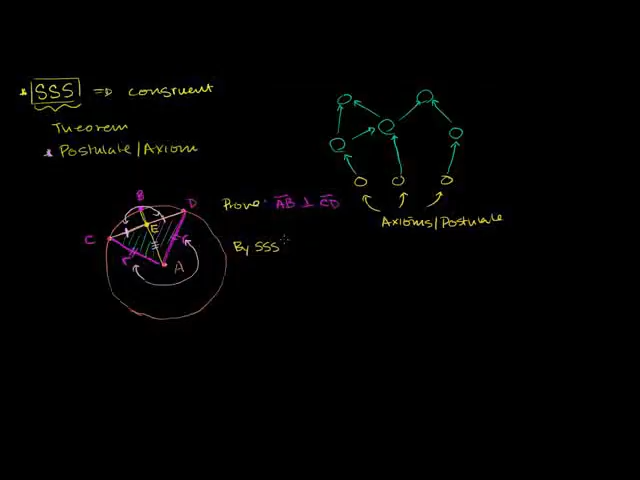 SSS ⇒ congruent
Theorem
Postulate/Axiom
Axioms/Postulate
B
D
E
C
r
r
A
Prove: AB ⊥ CD
By SSS